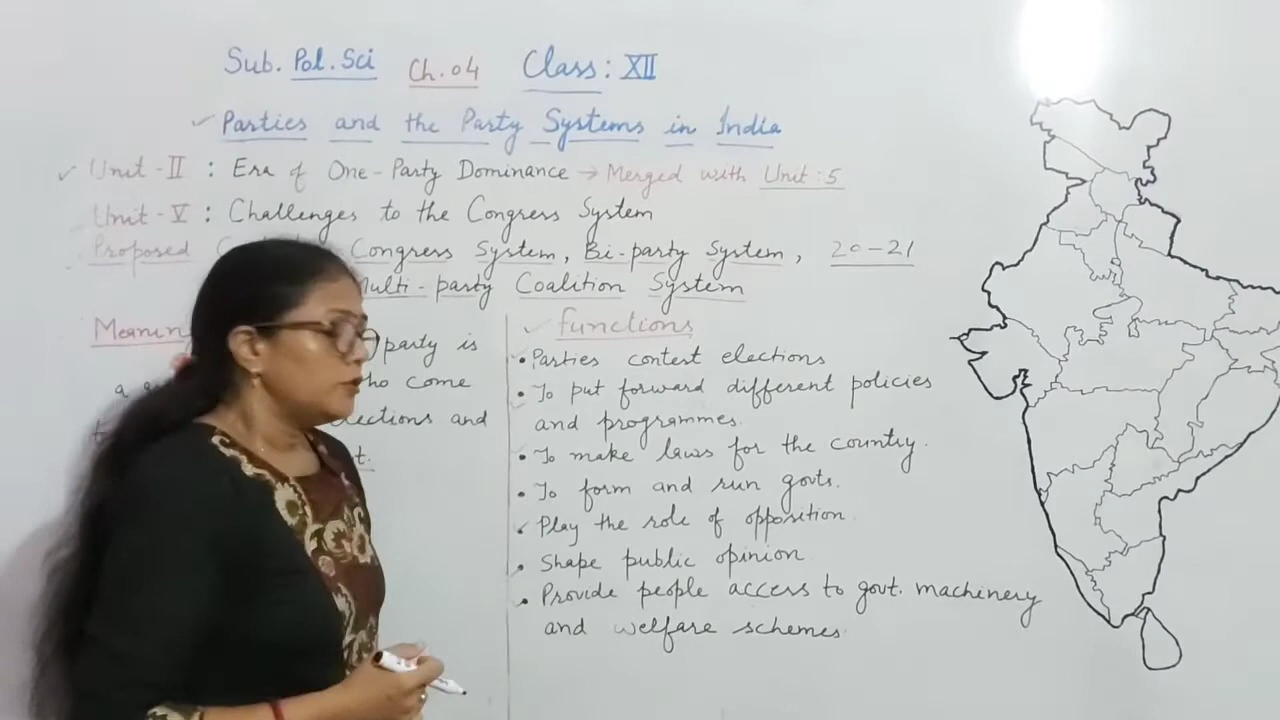 Sub. Pol. Sci Ch. 04 Class: XII
Parties and the Party Systems in India
Unit - II : Era of One-Party Dominance → Merged with Unit: 5
Unit - V : Challenges to the Congress System
Proposed Congress System, Bi-party System, 20-21
Multi-party Coalition System
party is
who come
elections and
Functions
• Parties contest elections
• To put forward different policies
and programmes.
• To make laws for the country.
• To form and run govts.
• Play the role of opposition.
• Shape public opinion
• Provide people access to govt. machinery
and welfare schemes.